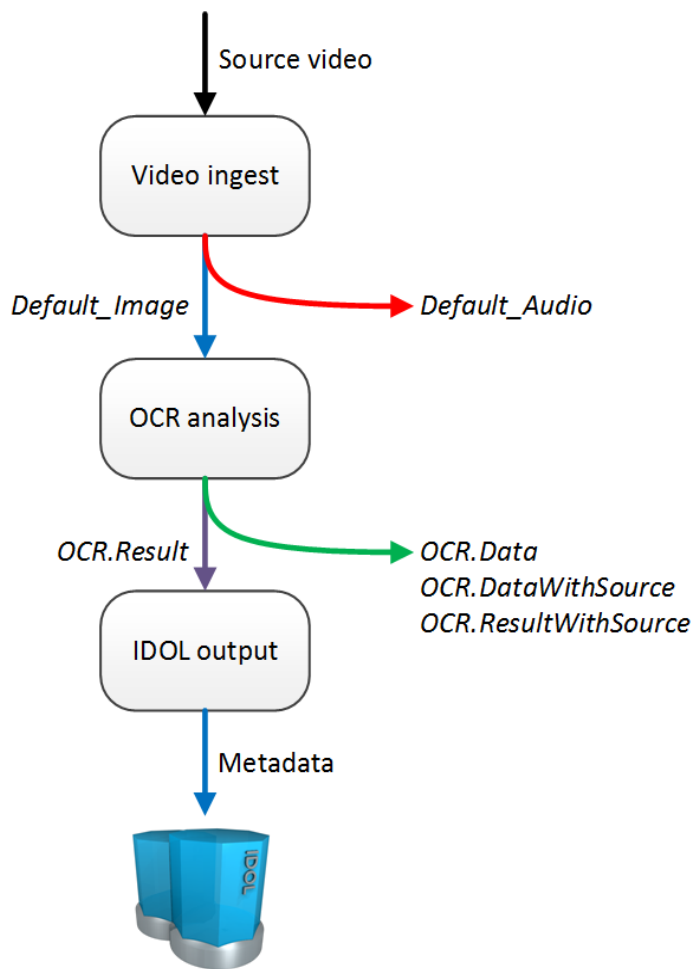 Source video
Video ingest
Default_Image
Default_Audio
OCR analysis
OCR.Result
OCR.Data
OCR.DataWithSource
OCR.ResultWithSource
IDOL output
Metadata
IDOL